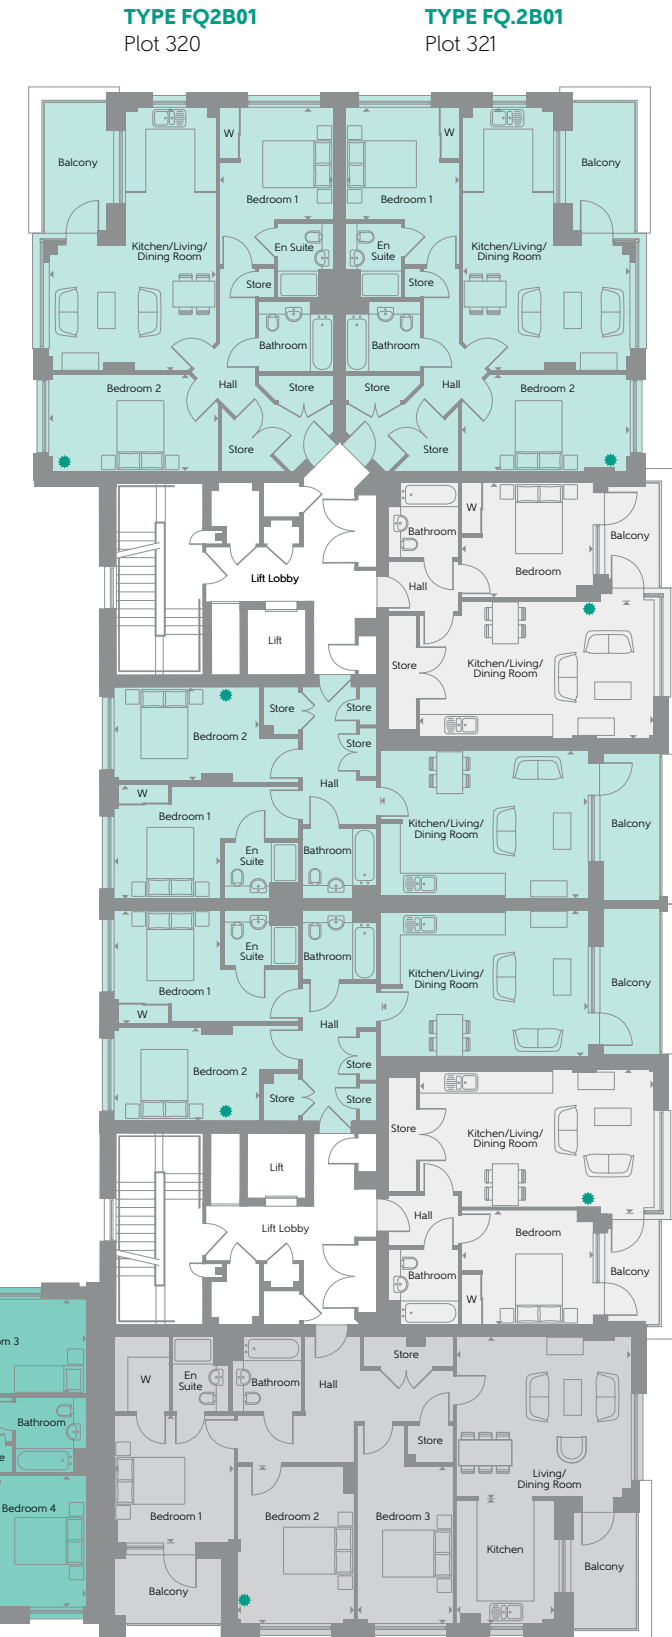 TYPE FQ2B01
Plot 320
TYPE FQ.2B01
Plot 321
Balcony
W
Bedroom 1
Kitchen/Living/
Dining Room
En Suite
Store
Bathroom
Bedroom 2
Hall
Store
Store
W
Bedroom 1
Balcony
En
Suite
Kitchen/Living/
Dining Room
Store
Bathroom
Store
Hall
Bedroom 2
Store
W
Bathroom
Balcony
Bedroom
Hall
Lift Lobby
Lift
Store
Kitchen/Living/
Dining Room
Store
Store
Bedroom 2
Store
Hall
W
Bedroom 1
Kitchen/Living/
Dining Room
Balcony
En
Suite
Bathroom
En
Suite
Bathroom
Kitchen/Living/
Dining Room
Balcony
Bedroom 1
W
Hall
Store
Bedroom 2
Store
Store
Store
Kitchen/Living/
Dining Room
Lift
Hall
Lift Lobby
Bedroom
Balcony
Bathroom
W
om 3
Bathroom
e
Bedroom 4
W
En
Suite
Bathroom
Hall
Store
Store
Living/
Dining Room
Bedroom 1
Bedroom 2
Bedroom 3
Kitchen
Balcony
Balcony